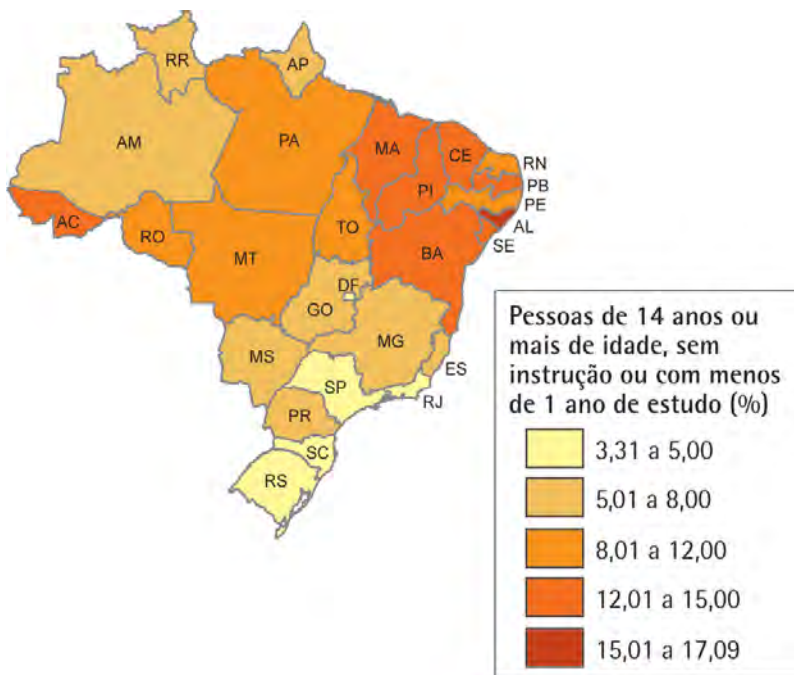 RR
AP
AM
PA
MA
CE
RN
PB
PI
PE
AL
SE
AC
RO
TO
BA
MT
DF
GO
MG
MS
ES
SP
RJ
PR
SC
RS
Pessoas de 14 anos ou
mais de idade, sem
instrução ou com menos
de 1 ano de estudo (%)
3,31 a 5,00
5,01 a 8,00
8,01 a 12,00
12,01 a 15,00
15,01 a 17,09